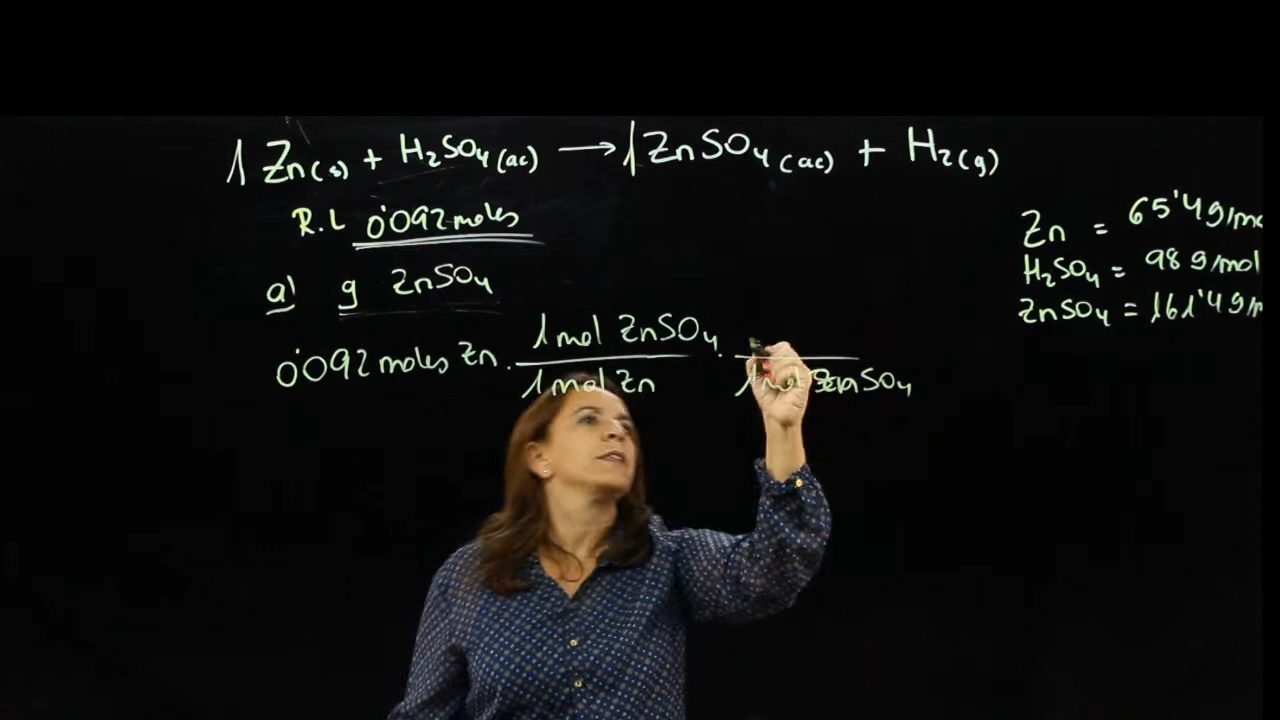 1 Zn(s) + H2SO4(ac) → 1 ZnSO4(ac) + H2(g)
R.L 0'092 moles
Zn = 65'4 g/mo
H2SO4 = 98 g/mol
ZnSO4 = 161'4 g/m
a) g ZnSO4
0'092 moles Zn · 1 mol ZnSO4 ·
1 mol Zn 1 mol ZnSO4